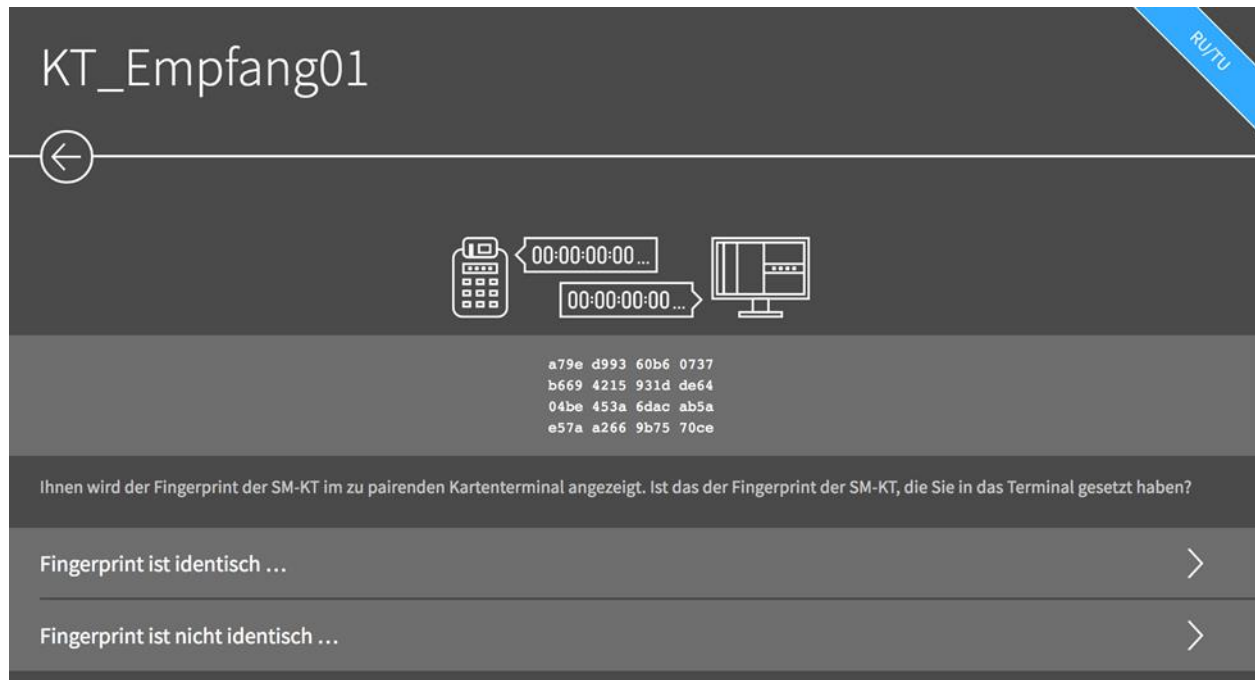 KT_Empfang01
RU/TU
00:00:00:00...
00:00:00:00...
a79e d993 60b6 0737
b669 4215 931d de64
04be 453a 6dac ab5a
e57a a266 9b75 70ce
Ihnen wird der Fingerprint der SM-KT im zu pairenden Kartenterminal angezeigt. Ist das der Fingerprint der SM-KT, die Sie in das Terminal gesetzt haben?
Fingerprint ist identisch ...
Fingerprint ist nicht identisch ...